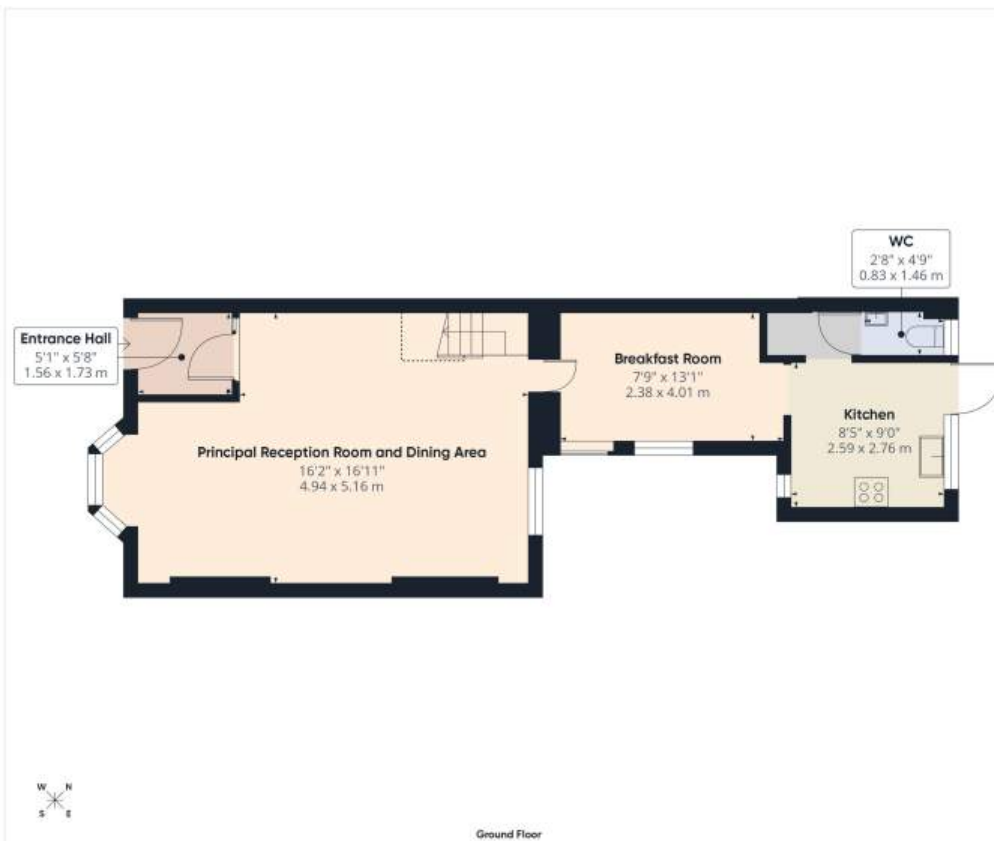 WC
2'8" x 4'9"
0.83 x 1.46 m
Entrance Hall
5'1" x 5'8"
1.56 x 1.73 m
Breakfast Room
7'9" x 13'1"
2.38 x 4.01 m
Kitchen
8'5" x 9'0"
2.59 x 2.76 m
Principal Reception Room and Dining Area
16'2" x 16'11"
4.94 x 5.16 m
W N
S E
Ground Floor